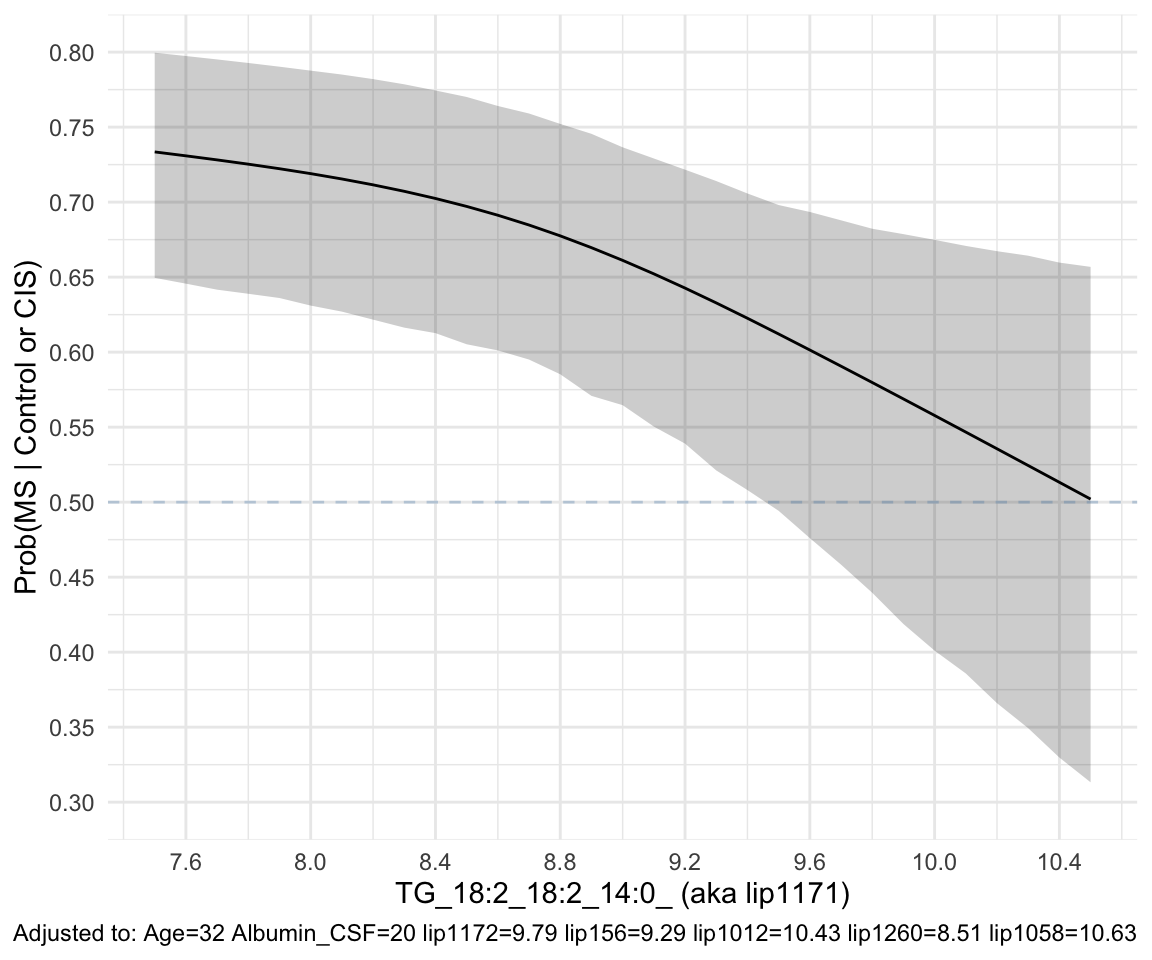 0.80
0.75
0.70
0.65
0.60
0.55
0.50
0.45
0.40
0.35
0.30
Prob(MS | Control or CIS)
7.6 8.0 8.4 8.8 9.2 9.6 10.0 10.4
TG_18:2_18:2_14:0_ (aka lip1171)
Adjusted to: Age=32 Albumin_CSF=20 lip1172=9.79 lip156=9.29 lip1012=10.43 lip1260=8.51 lip1058=10.63